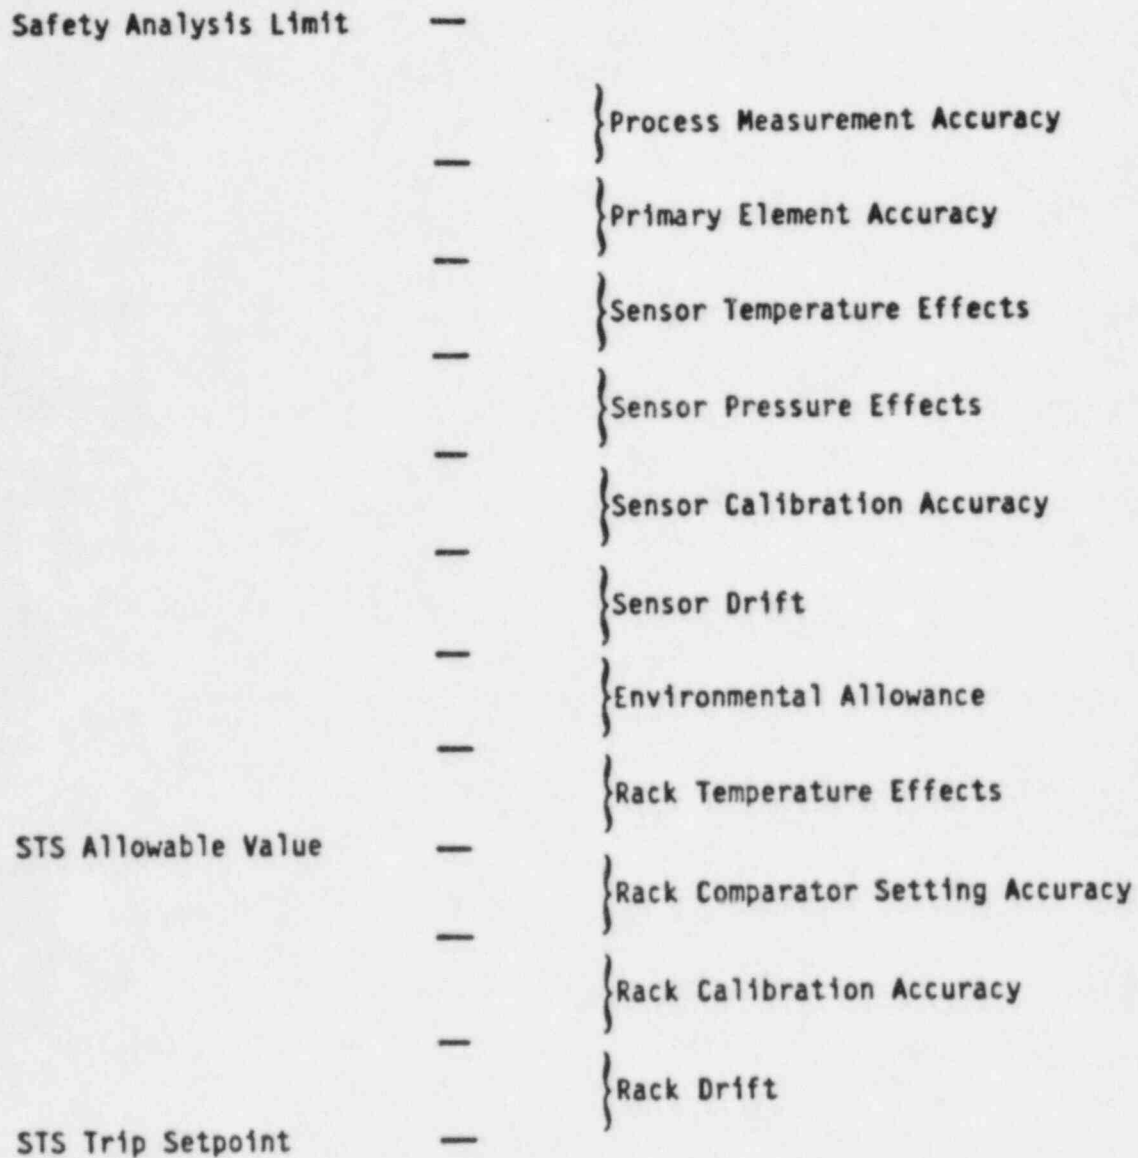 Safety Analysis Limit
Process Measurement Accuracy
Primary Element Accuracy
Sensor Temperature Effects
Sensor Pressure Effects
Sensor Calibration Accuracy
Sensor Drift
Environmental Allowance
Rack Temperature Effects
STS Allowable Value
Rack Comparator Setting Accuracy
Rack Calibration Accuracy
Rack Drift
STS Trip Setpoint